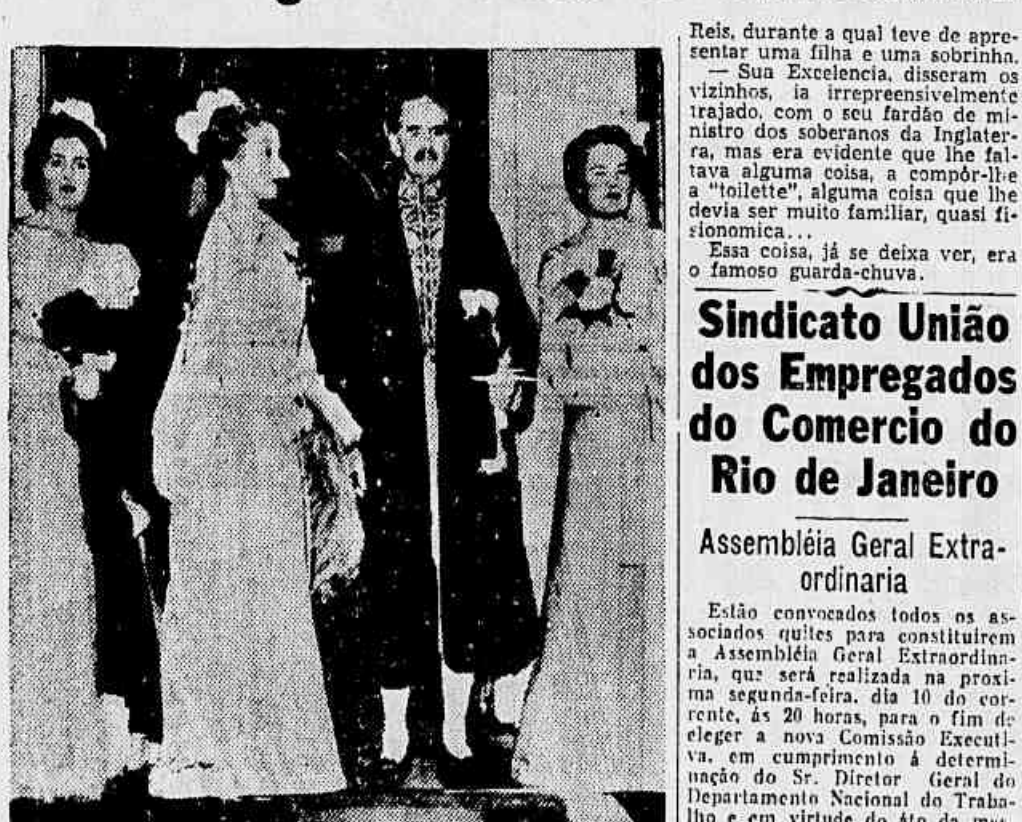 Reis, durante a qual teve de apre-
sentar uma filha e uma sobrinha.
— Sua Excelencia, disseram os
vizinhos, ia irrepreensivelmente
trajado, com o seu fardão de mi-
nistro dos soberanos da Inglater-
ra, mas era evidente que lhe fal-
tava alguma coisa, a compôr-lhe
a "toilette", alguma coisa que lhe
devia ser muito familiar, quasi fi-
sionomica...
Essa coisa, já se deixa ver, era
o famoso guarda-chuva.
Sindicato União
dos Empregados
do Comercio do
Rio de Janeiro
Assembléia Geral Extra-
ordinaria
Estão convocados todos os as-
sociados quites para constituirem
a Assembléia Geral Extraordina-
ria, que será realizada na proxi-
ma segunda-feira, dia 10 do cor-
rente, ás 20 horas, para o fim de
eleger a nova Comissão Executi-
va, em cumprimento á determi-
nação do Sr. Diretor Geral do
Departamento Nacional do Traba-
lho e em virtude do áto da